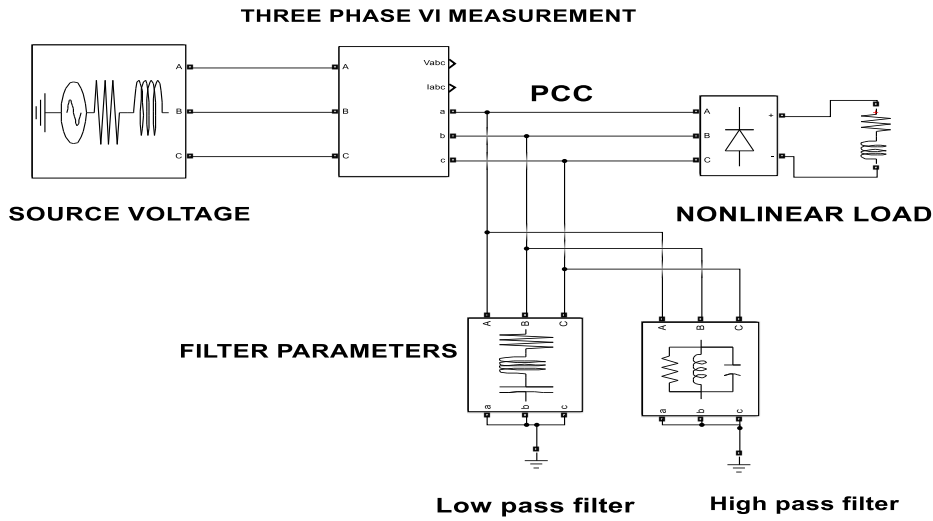 THREE PHASE VI MEASUREMENT
A
B
C
A
B
C
Vabc
Iabc
a
b
c
PCC
A
B
C
+
-
SOURCE VOLTAGE
NONLINEAR LOAD
FILTER PARAMETERS
A B C
a b c
A B C
a b c
Low pass filter
High pass filter